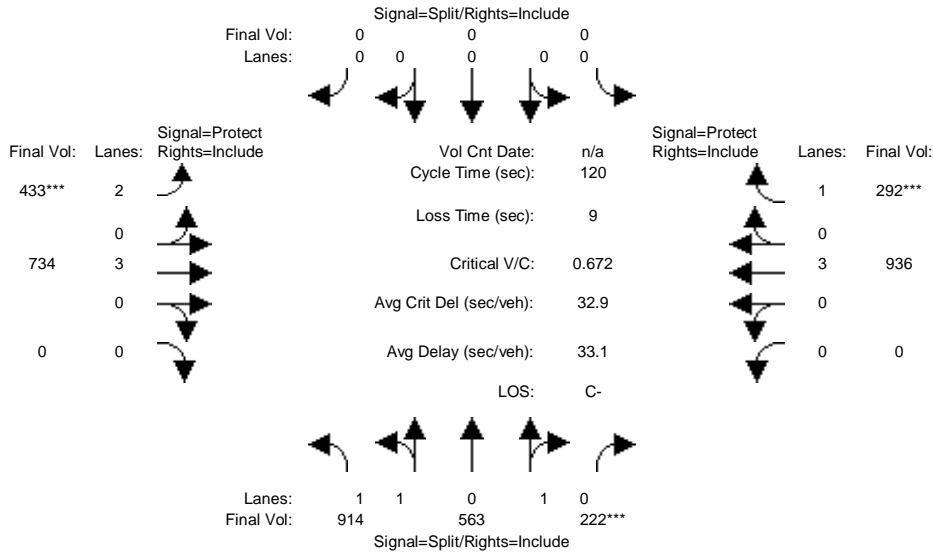 Signal=Split/Rights=Include
Final Vol: 0 0 0
Lanes: 0 0 0 0 0
Signal=Protect Signal=Protect
Final Vol: Lanes: Rights=Include Vol Cnt Date: n/a Rights=Include Lanes: Final Vol:
Cycle Time (sec): 120
433*** 2 1 292***
Loss Time (sec): 9
0 0
734 3 Critical V/C: 0.672 3 936
0 Avg Crit Del (sec/veh): 32.9 0
0 0 Avg Delay (sec/veh): 33.1 0 0
LOS: C-
Lanes: 1 1 0 1 0
Final Vol: 914 563 222***
Signal=Split/Rights=Include